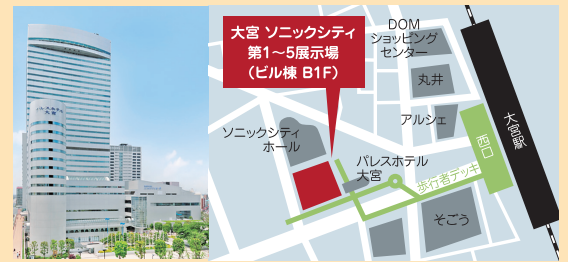 大宮 ソニックシティ
第1〜5展示場
（ビル棟 B1F）
DOM
ショッピング
センター
丸井
アルシェ
大宮駅
西口
ソニックシティ
ホール
パレスホテル
大宮
歩行者デッキ
そごう